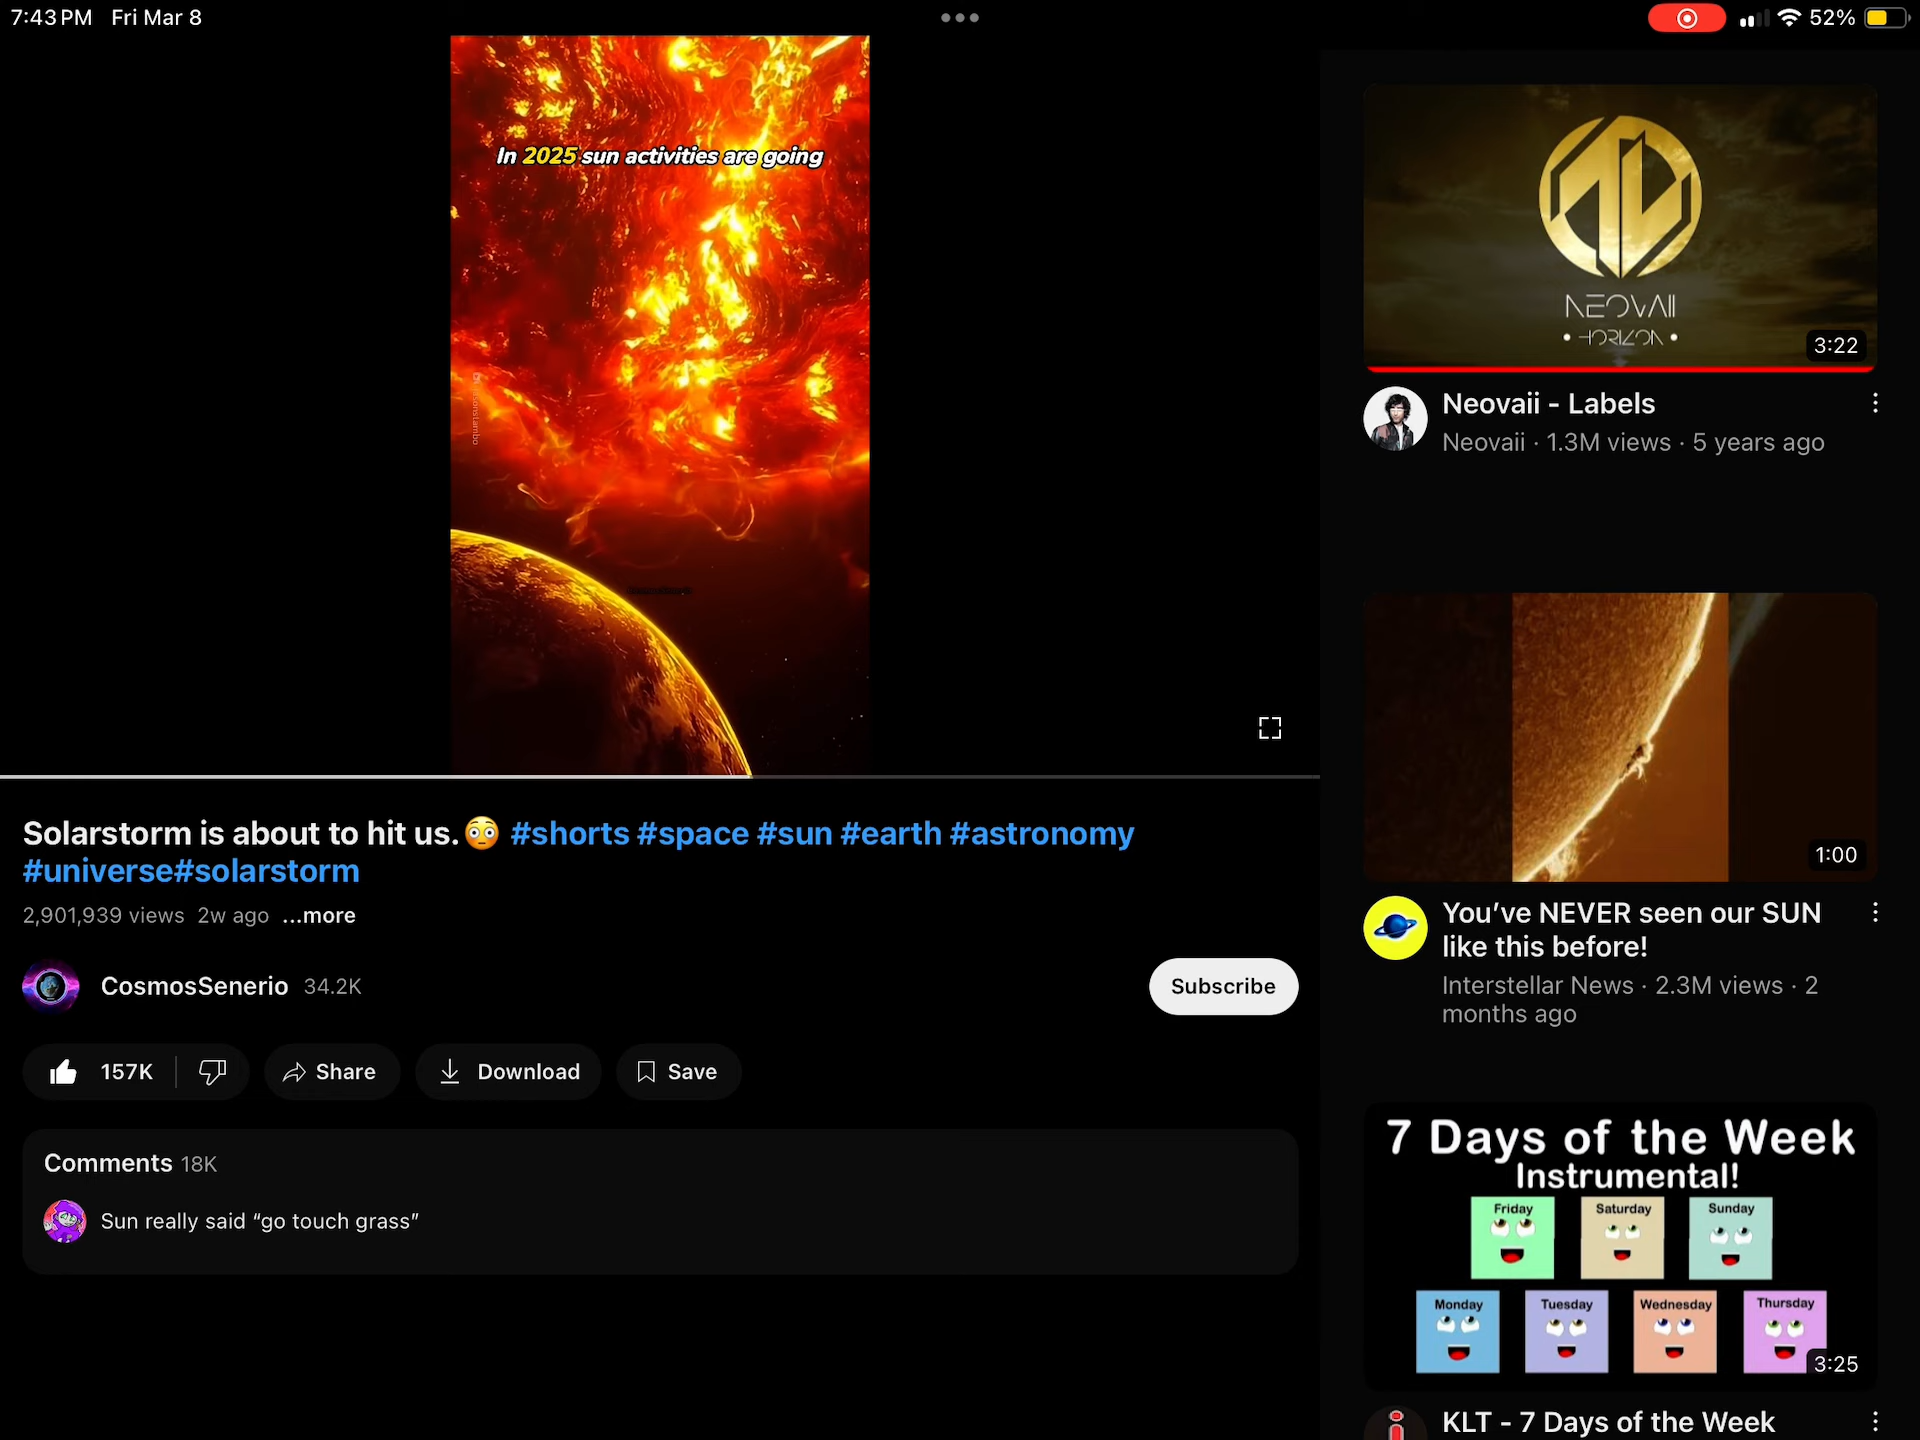 7:43 PM Fri Mar 8
52%
In 2025 sun activities are going
Solarstorm is about to hit us.😳 #shorts #space #sun #earth #astronomy
#universe#solarstorm
2,901,939 views 2w ago ...more
CosmosSenerio 34.2K
Subscribe
157K
Share
Download
Save
Comments 18K
Sun really said “go touch grass”
NEOVAII
• HORIZON •
3:22
Neovaii - Labels
Neovaii · 1.3M views · 5 years ago
1:00
You’ve NEVER seen our SUN
like this before!
Interstellar News · 2.3M views · 2
months ago
7 Days of the Week
Instrumental!
Friday Saturday Sunday
Monday Tuesday Wednesday Thursday
3:25
KLT - 7 Days of the Week